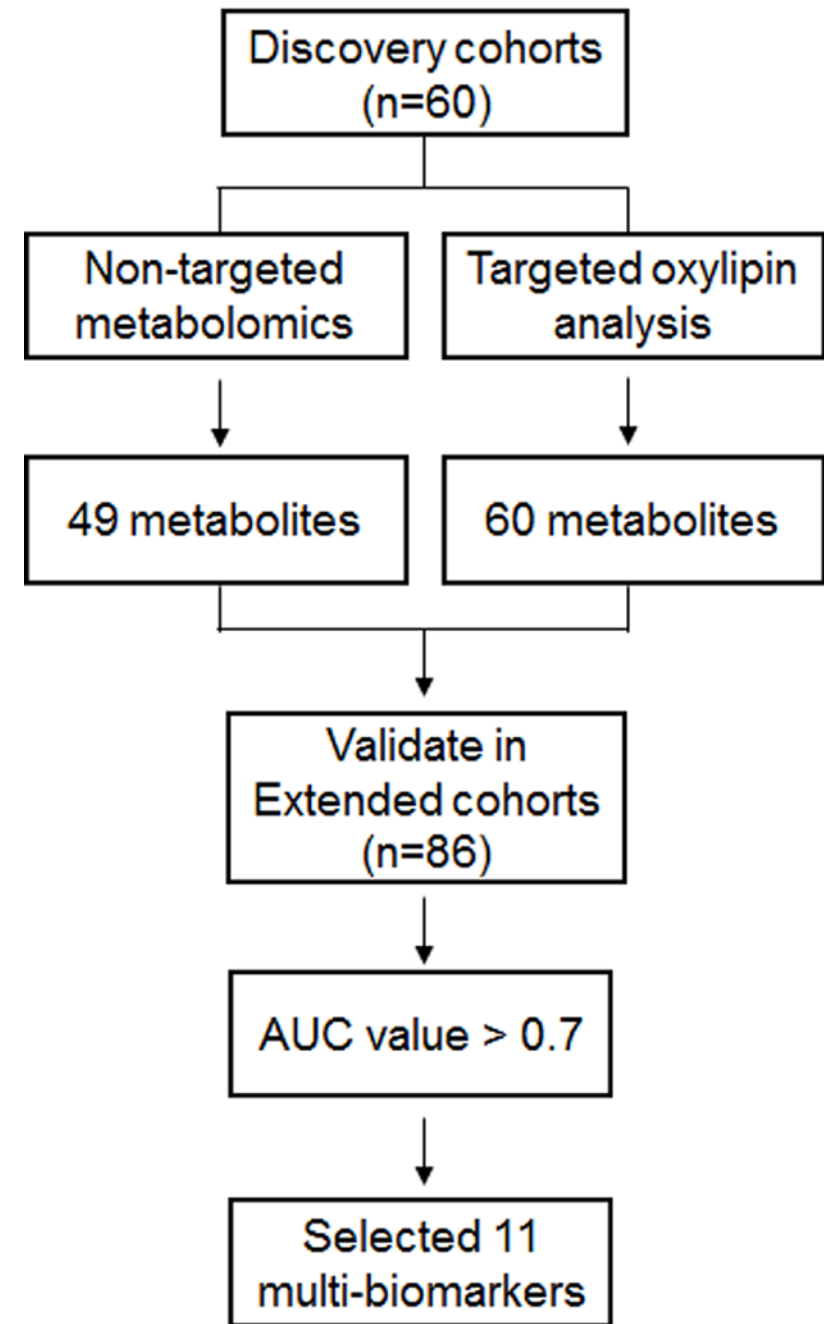 Discovery cohorts
(n=60)
Non-targeted
metabolomics
Targeted oxylipin
analysis
49 metabolites
60 metabolites
Validate in
Extended cohorts
(n=86)
AUC value > 0.7
Selected 11
multi-biomarkers